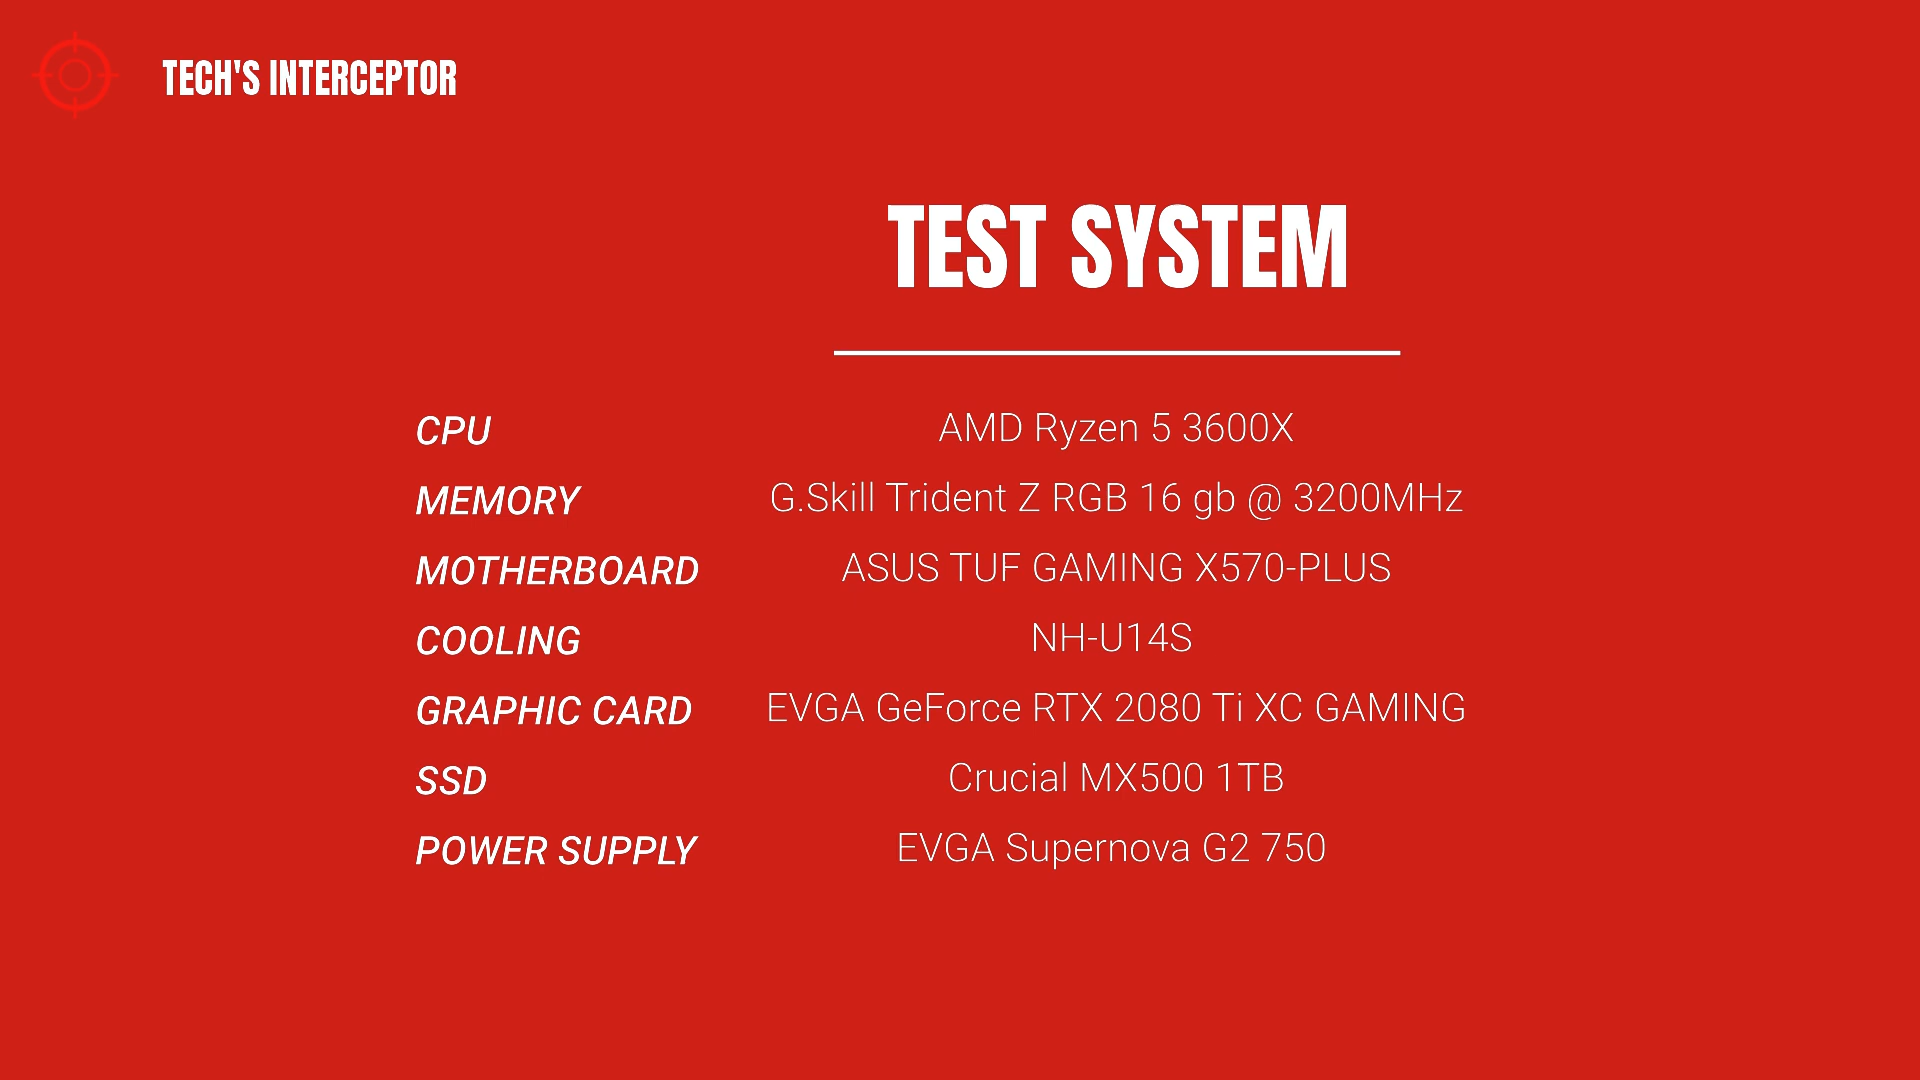 TECH'S INTERCEPTOR
TEST SYSTEM
CPU AMD Ryzen 5 3600X
MEMORY G.Skill Trident Z RGB 16 gb @ 3200MHz
MOTHERBOARD ASUS TUF GAMING X570-PLUS
COOLING NH-U14S
GRAPHIC CARD EVGA GeForce RTX 2080 Ti XC GAMING
SSD Crucial MX500 1TB
POWER SUPPLY EVGA Supernova G2 750